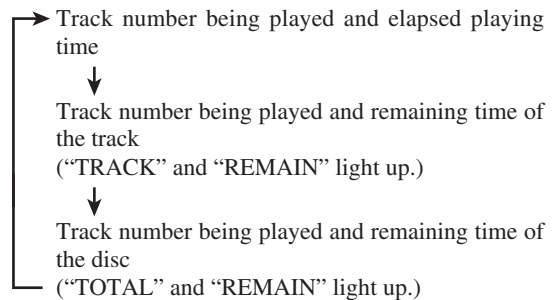 Track number being played and elapsed playing
time
Track number being played and remaining time of
the track
(“TRACK” and “REMAIN” light up.)
Track number being played and remaining time of
the disc
(“TOTAL” and “REMAIN” light up.)